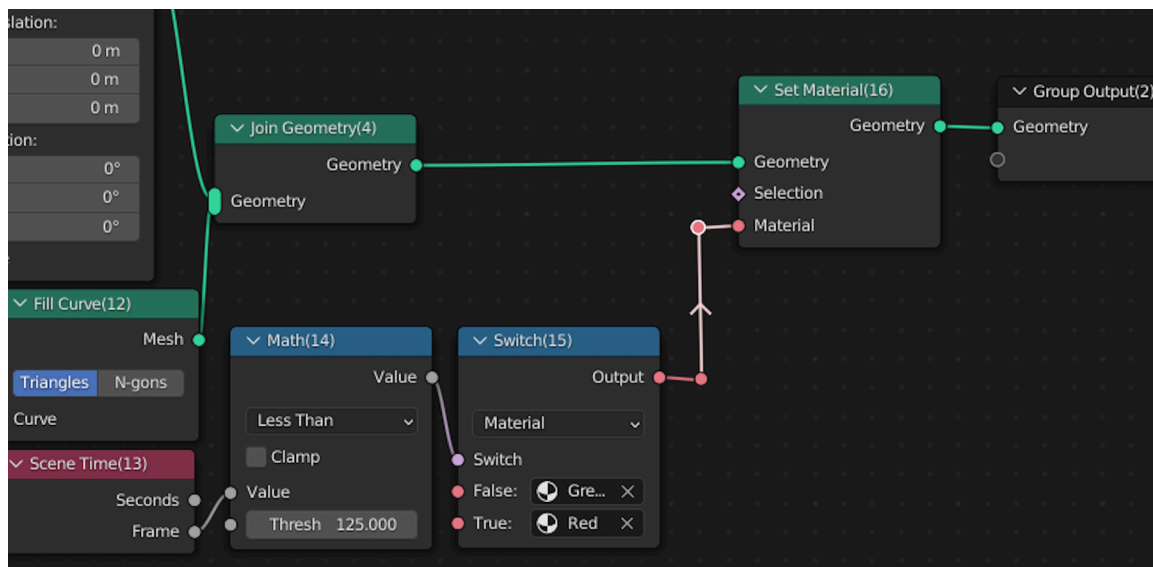 slation:
0 m
0 m
0 m
tion:
0°
0°
0°
Join Geometry(4)
Geometry
Geometry
Set Material(16)
Geometry
Geometry
Selection
Material
Group Output(2)
Geometry
Fill Curve(12)
Mesh
Triangles N-gons
Curve
Scene Time(13)
Seconds
Frame
Math(14)
Value
Less Than
Clamp
Value
Thresh 125.000
Switch(15)
Output
Material
Switch
False: Gre...
True: Red